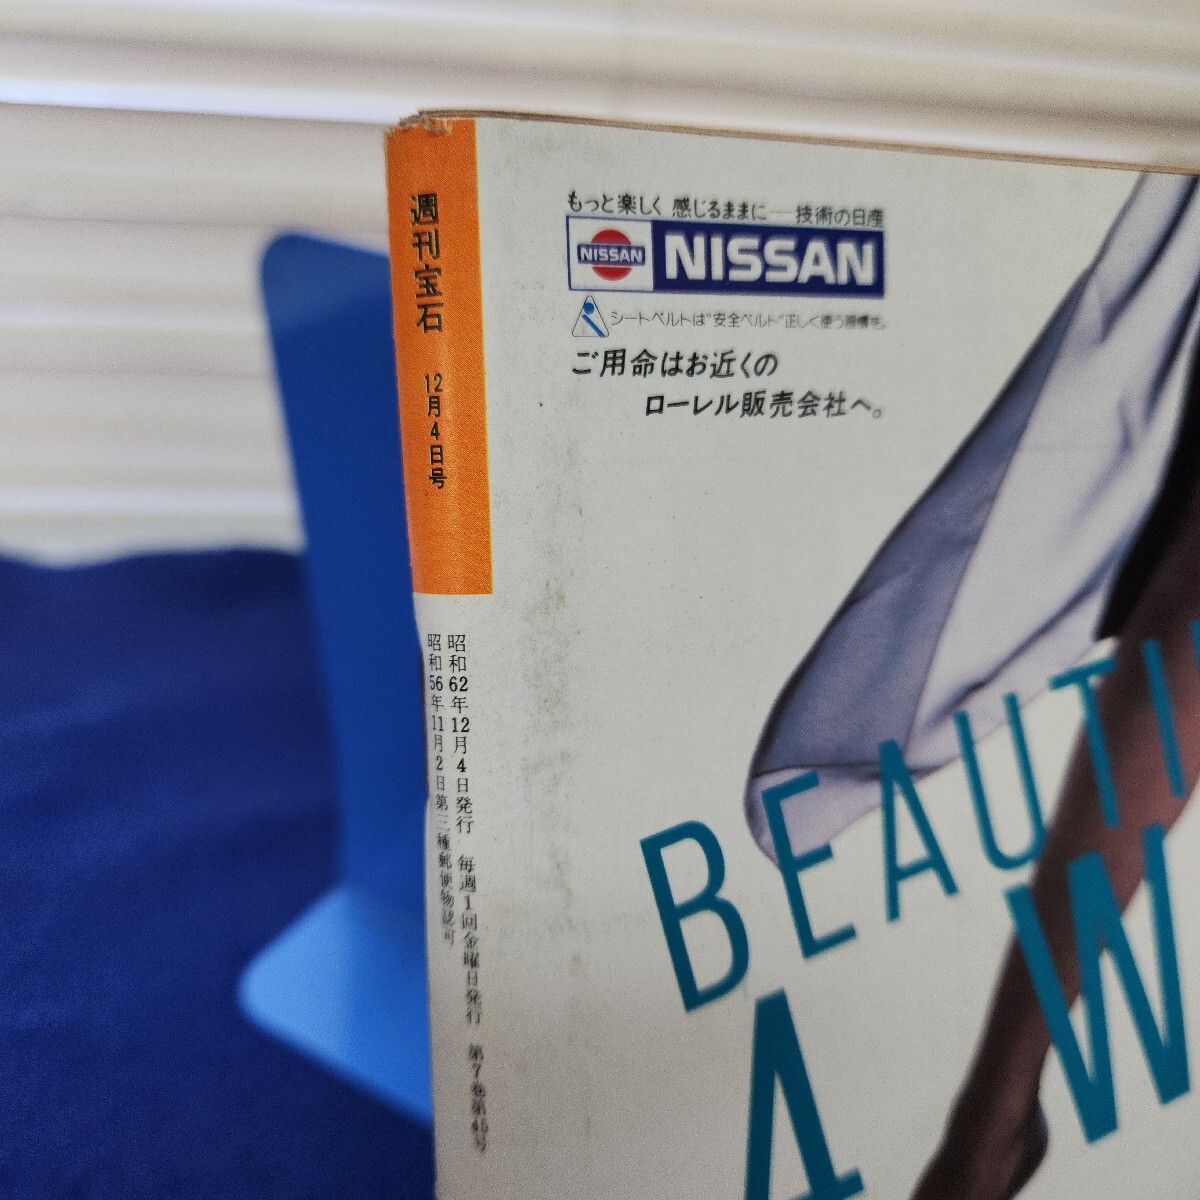 週刊宝石 12月4日号
昭和62年12月4日発行 毎週1回金曜日発行 第7巻第45号
昭和56年11月2日第三種郵便物認可
もっと楽しく 感じるままに──技術の日産
NISSAN NISSAN
シートベルトは"安全ベルト"正しく使う習慣を。
ご用命はお近くの
ローレル販売会社へ。
BEAUTI
4 W